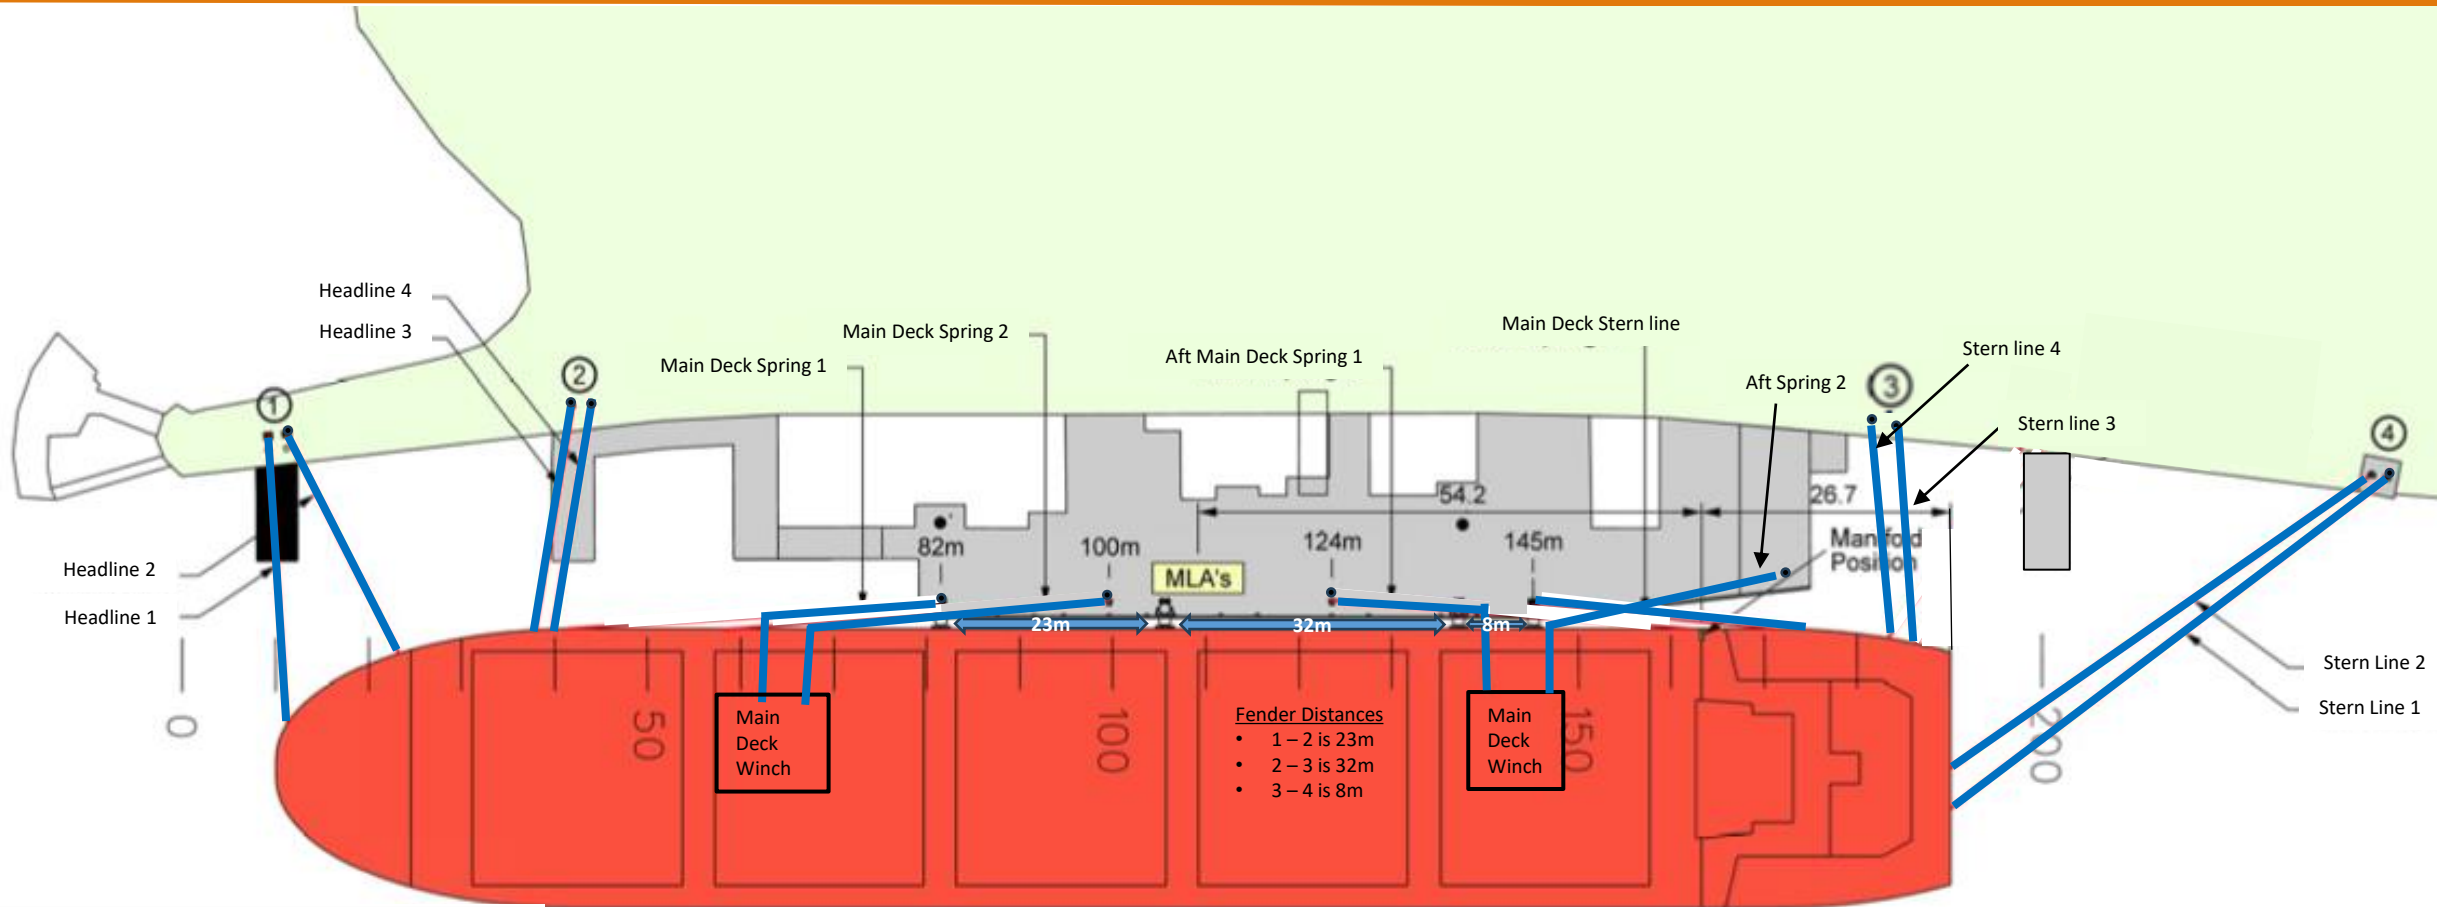 Headline 4
Headline 3
Main Deck Spring 2
Main Deck Spring 1
Aft Main Deck Spring 1
Main Deck Stern line
Stern line 4
Aft Spring 2
Stern line 3
1
2
3
4
54.2
26.7
82m
100m
124m
145m
Manifold
Position
MLA's
Headline 2
Headline 1
23m
32m
8m
Stern Line 2
Stern Line 1
0
50
100
150
200
Main
Deck
Winch
Fender Distances
• 1 – 2 is 23m
• 2 – 3 is 32m
• 3 – 4 is 8m
Main
Deck
Winch